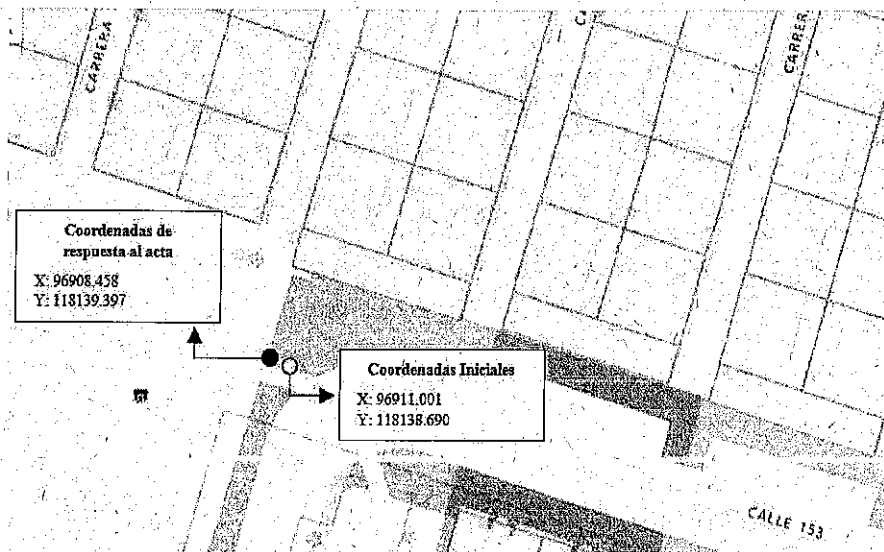 CARRERA
C
CARRER
Coordenadas de
respuesta al acta
X: 96908.458
Y: 118139.397
Coordenadas Iniciales
X: 96911.001
Y: 118138.690
CALLE 153